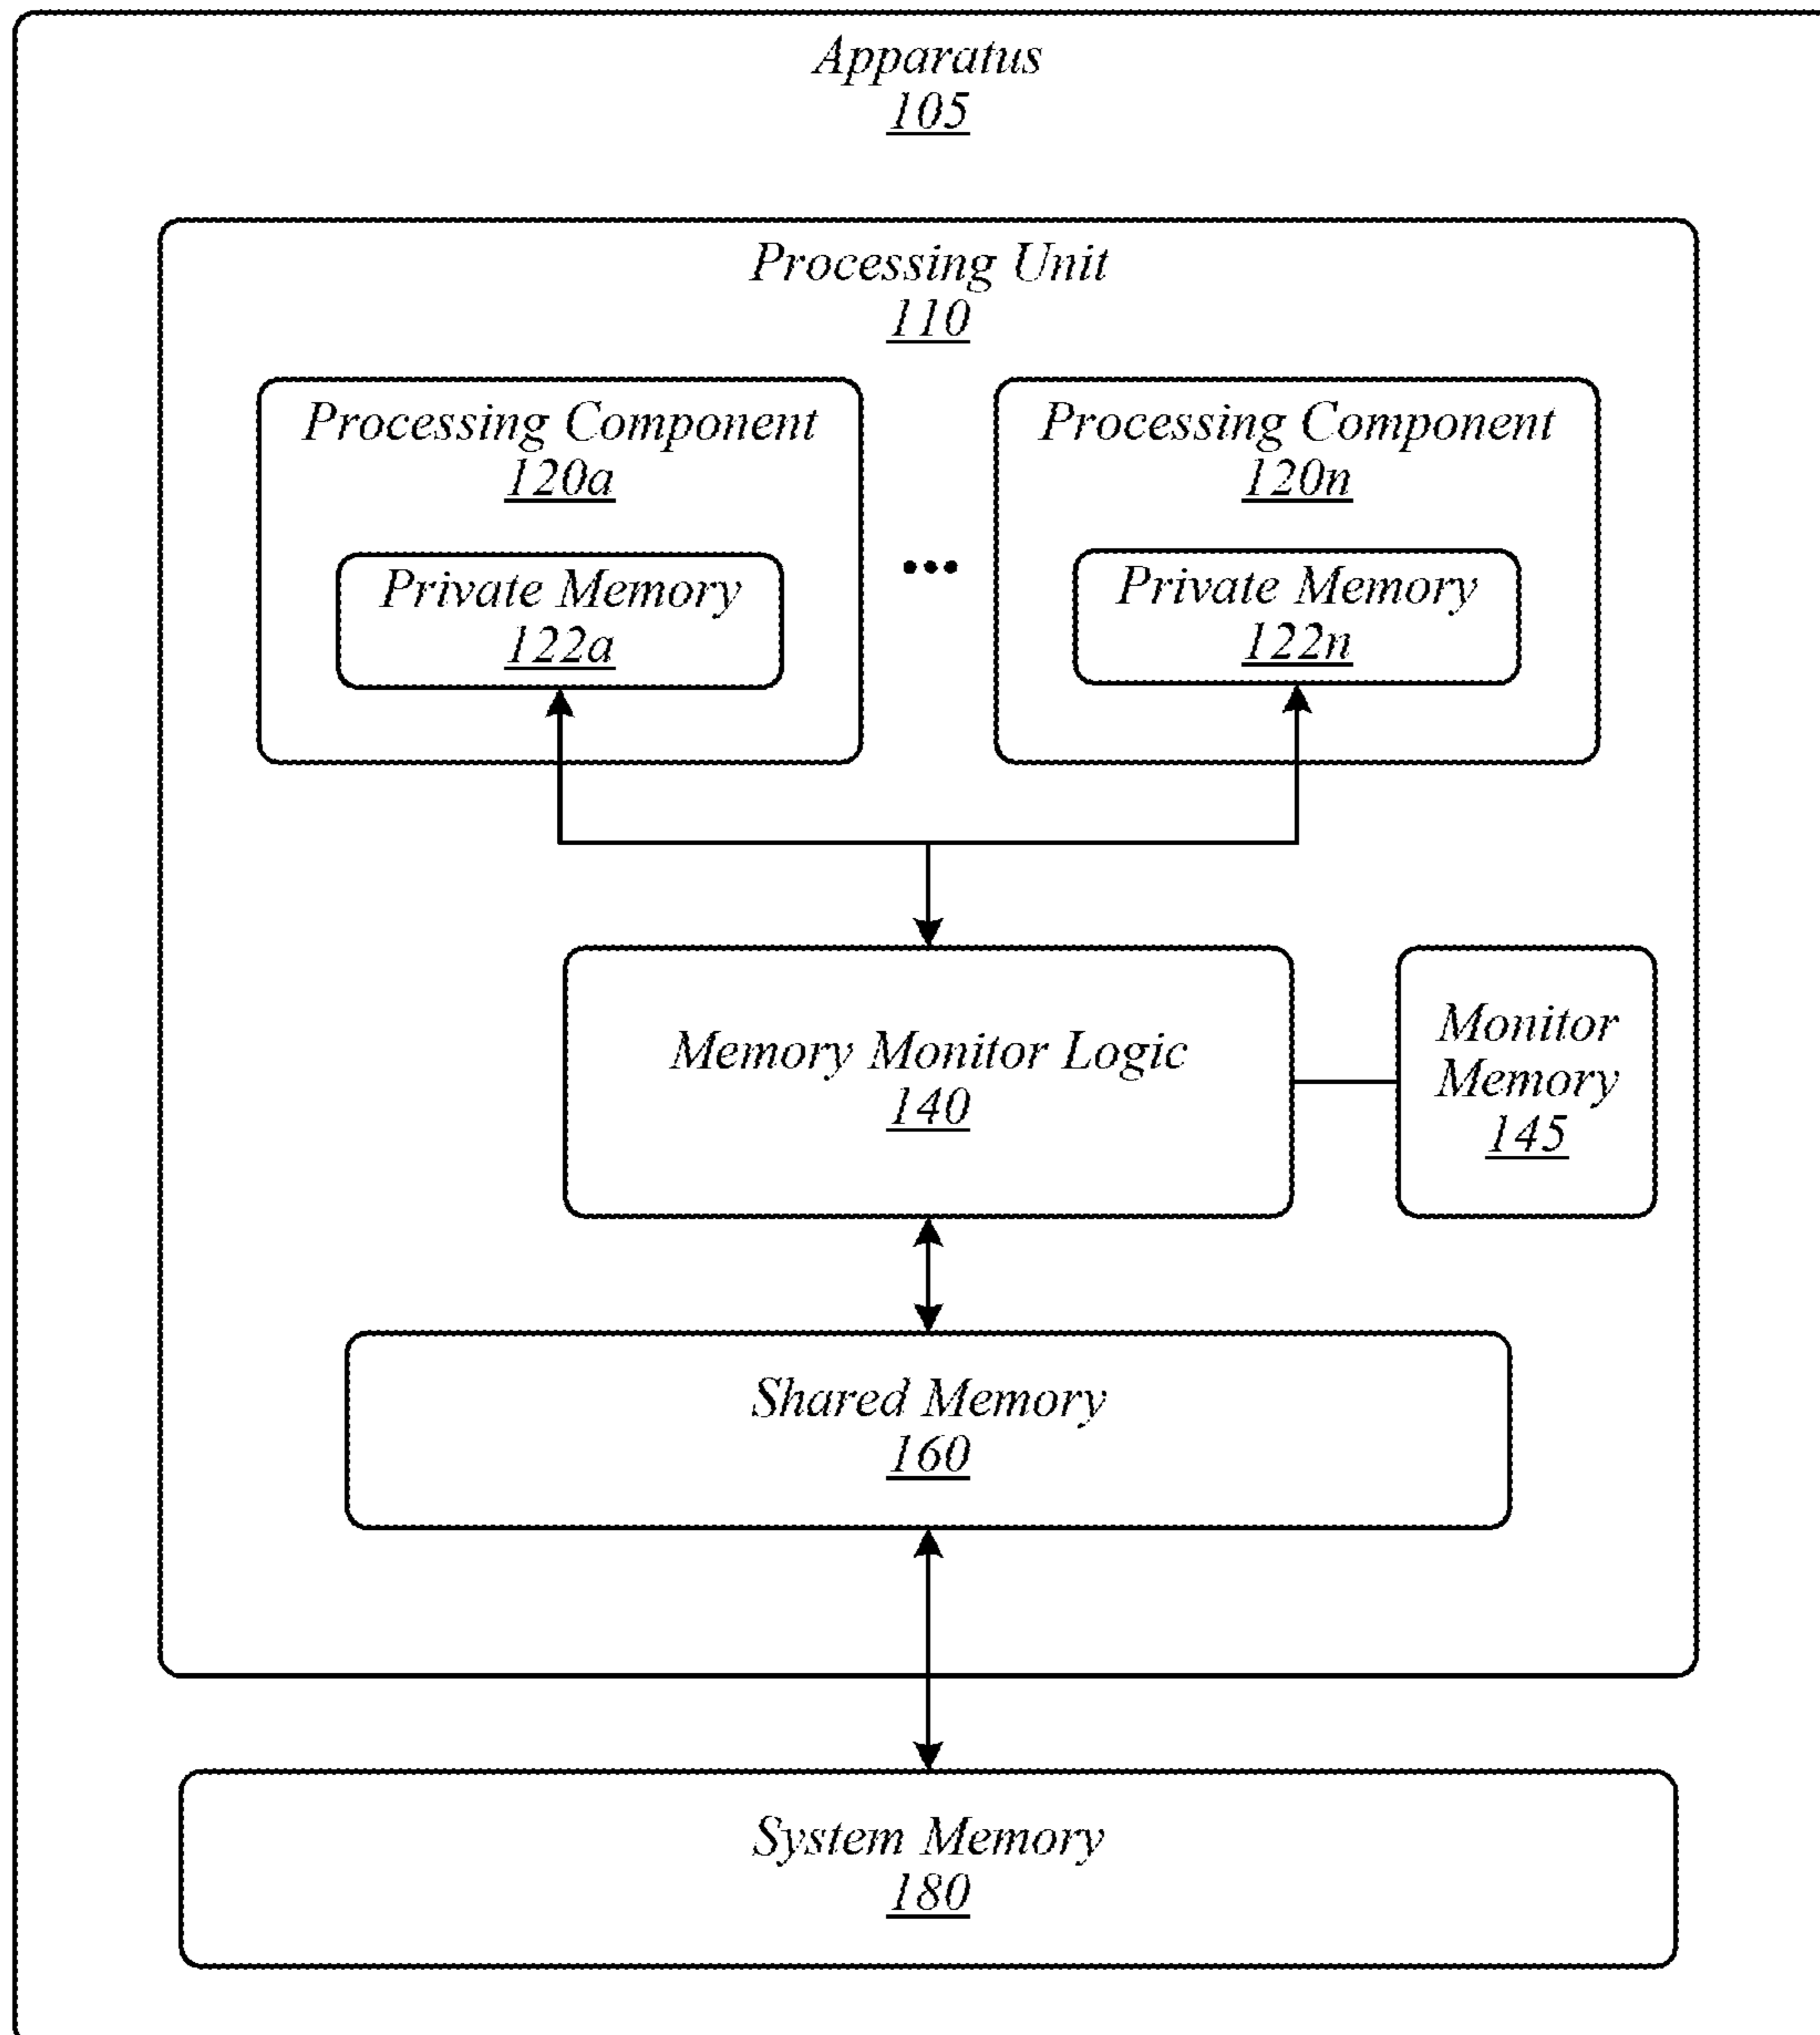 Apparatus
105
Processing Unit
110
Processing Component
120a
Private Memory
122a
...
Processing Component
120n
Private Memory
122n
Memory Monitor Logic
140
Monitor
Memory
145
Shared Memory
160
System Memory
180